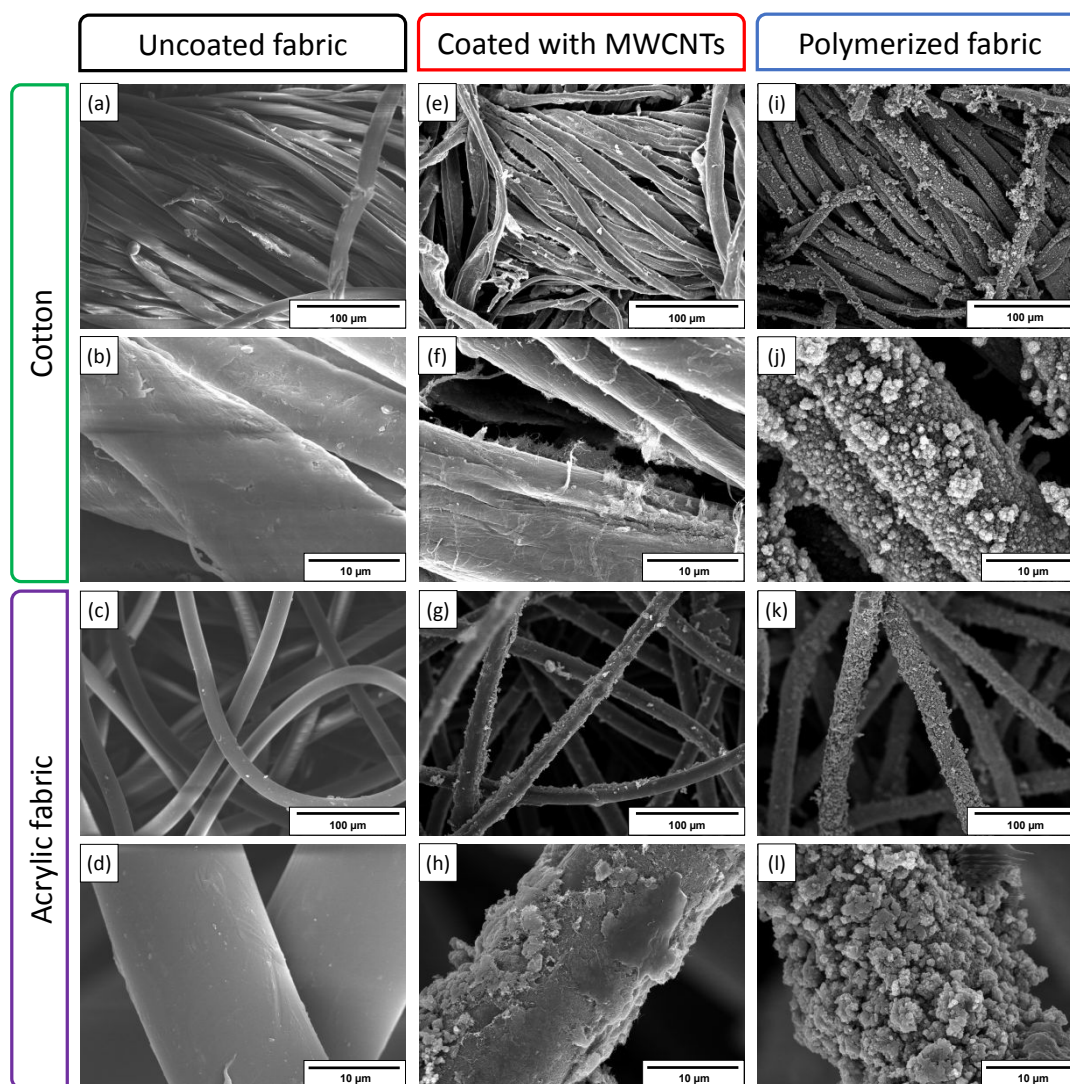 Uncoated fabric
Coated with MWCNTs
Polymerized fabric
Cotton
(a)
100 µm
(e)
100 µm
(i)
100 µm
(b)
10 µm
(f)
10 µm
(j)
10 µm
Acrylic fabric
(c)
100 µm
(g)
100 µm
(k)
100 µm
(d)
10 µm
(h)
10 µm
(l)
10 µm